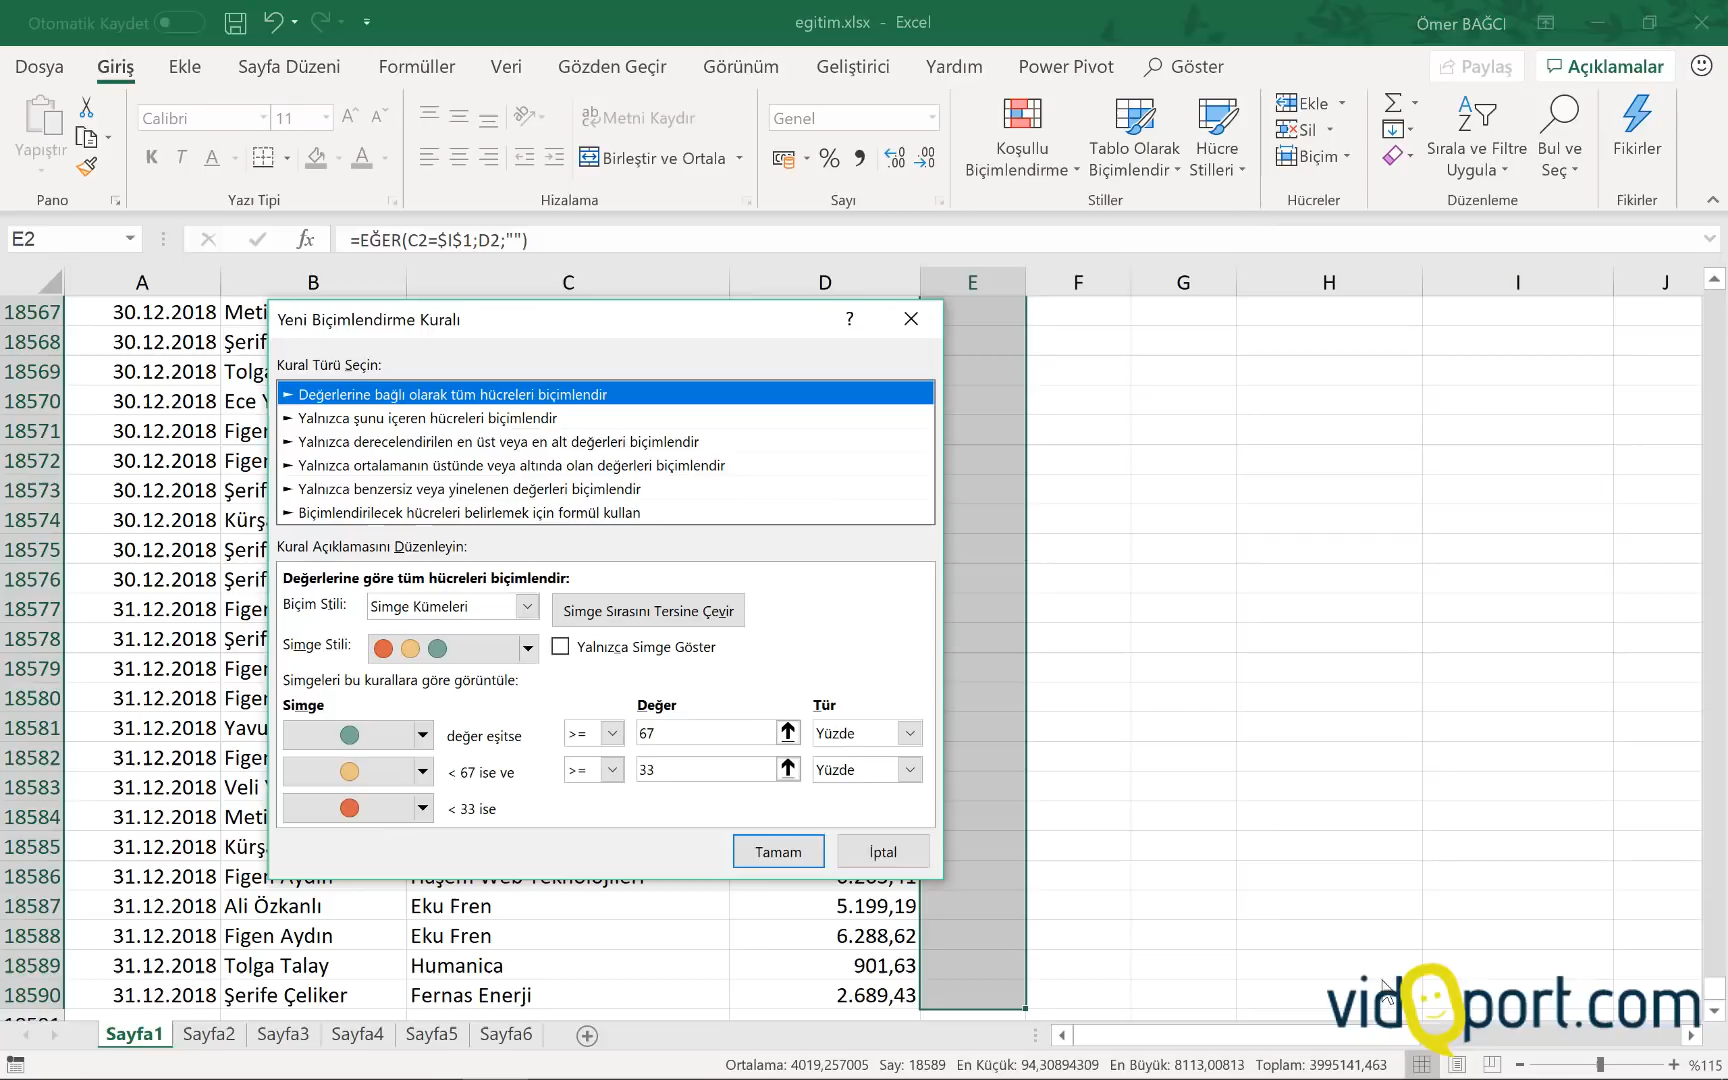 Otomatik Kaydet
egitim.xlsx - Excel
Ömer BAĞCI
Dosya Giriş Ekle Sayfa Düzeni Formüller Veri Gözden Geçir Görünüm Geliştirici Yardım Power Pivot Göster Paylaş Açıklamalar
Yapıştır
Calibri 11
K T A
Metni Kaydır
Birleştir ve Ortala
Genel
Koşullu Biçimlendirme
Tablo Olarak Biçimlendir
Hücre Stilleri
Ekle
Sil
Biçim
Sırala ve Filtre Uygula
Bul ve Seç
Fikirler
Pano Yazı Tipi Hizalama Sayı Stiller Hücreler Düzenleme Fikirler
E2 fx =EĞER(C2=$I$1;D2;"")
A B C D E F G H I J
18567 30.12.2018 Meti
18568 30.12.2018 Şerif
18569 30.12.2018 Tolga
18570 30.12.2018 Ece Y
18571 30.12.2018 Figer
18572 30.12.2018 Figer
18573 30.12.2018 Şerif
18574 30.12.2018 Kürş
18575 30.12.2018 Şerif
18576 30.12.2018 Şerif
18577 31.12.2018 Figer
18578 31.12.2018 Şerif
18579 31.12.2018 Figer
18580 31.12.2018 Figer
18581 31.12.2018 Yavu
18582 31.12.2018 Figer
18583 31.12.2018 Veli
18584 31.12.2018 Meti
18585 31.12.2018 Kürş
18586 31.12.2018 Figen Aydın Haşem Web Teknolojileri
18587 31.12.2018 Ali Özkanlı Eku Fren 5.199,19
18588 31.12.2018 Figen Aydın Eku Fren 6.288,62
18589 31.12.2018 Tolga Talay Humanica 901,63
18590 31.12.2018 Şerife Çeliker Fernas Enerji 2.689,43
Yeni Biçimlendirme Kuralı ?
Kural Türü Seçin:
► Değerlerine bağlı olarak tüm hücreleri biçimlendir
► Yalnızca şunu içeren hücreleri biçimlendir
► Yalnızca derecelendirilen en üst veya en alt değerleri biçimlendir
► Yalnızca ortalamanın üstünde veya altında olan değerleri biçimlendir
► Yalnızca benzersiz veya yinelenen değerleri biçimlendir
► Biçimlendirilecek hücreleri belirlemek için formül kullan
Kural Açıklamasını Düzenleyin:
Değerlerine göre tüm hücreleri biçimlendir:
Biçim Stili: Simge Kümeleri Simge Sırasını Tersine Çevir
Simge Stili: Yalnızca Simge Göster
Simgeleri bu kurallara göre görüntüle:
Simge Değer Tür
değer eşitse >= 67 Yüzde
< 67 ise ve >= 33 Yüzde
< 33 ise
Tamam İptal
vidoport.com
Sayfa1 Sayfa2 Sayfa3 Sayfa4 Sayfa5 Sayfa6
Ortalama: 4019,257005 Say: 18589 En Küçük: 94,30894309 En Büyük: 8113,00813 Toplam: 3995141,463 %115